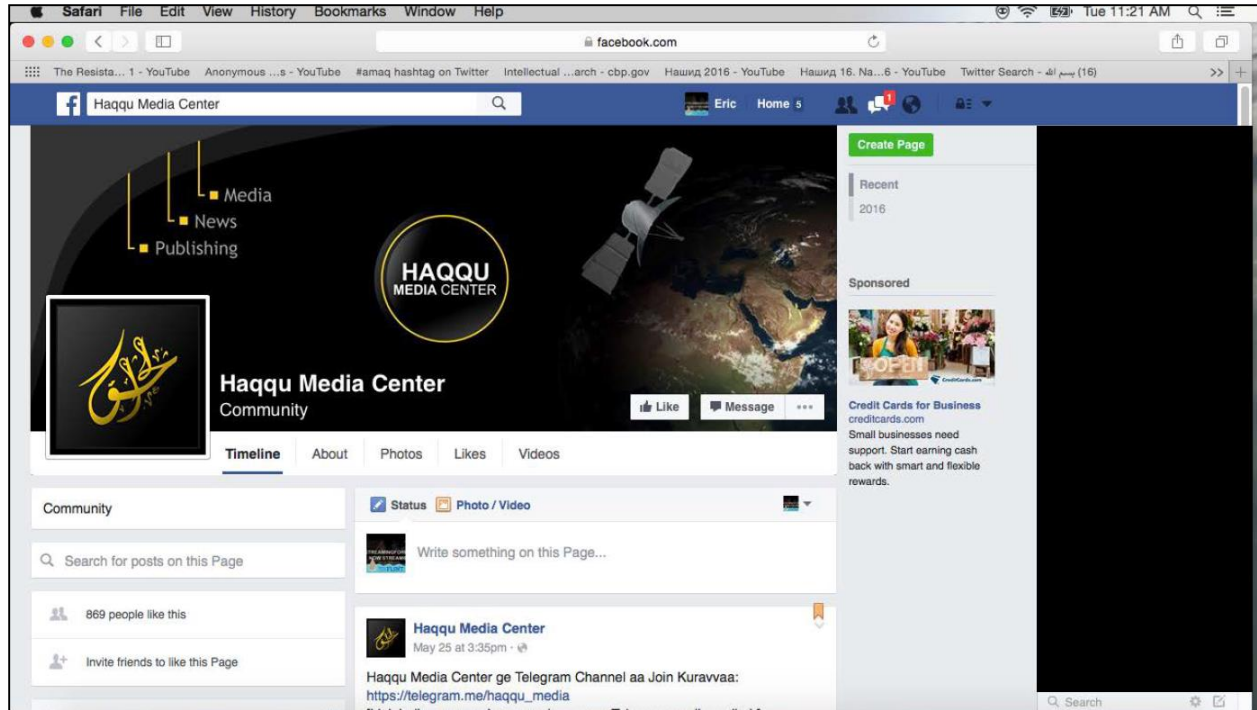 Safari File Edit View History Bookmarks Window Help Tue 11:21 AM
facebook.com
The Resista... 1 - YouTube Anonymous ...s - YouTube #amaq hashtag on Twitter Intellectual ...arch - cbp.gov Нашид 2016 - YouTube Нашид 16. Na...6 - YouTube Twitter Search - بسم الله (16) >> +
f Haqqu Media Center Eric Home 5 1
Media
News
Publishing
HAQQU
MEDIA CENTER
Haqqu Media Center
Community
Like Message ...
Timeline About Photos Likes Videos
Community
Search for posts on this Page
869 people like this
Invite friends to like this Page
Status Photo / Video
Write something on this Page...
Haqqu Media Center
May 25 at 3:35pm ·
Haqqu Media Center ge Telegram Channel aa Join Kuravvaa:
https://telegram.me/haqqu_media
Create Page
Recent
2016
Sponsored
OPEN
CreditCards.com
Credit Cards for Business
creditcards.com
Small businesses need
support. Start earning cash
back with smart and flexible
rewards.
Search